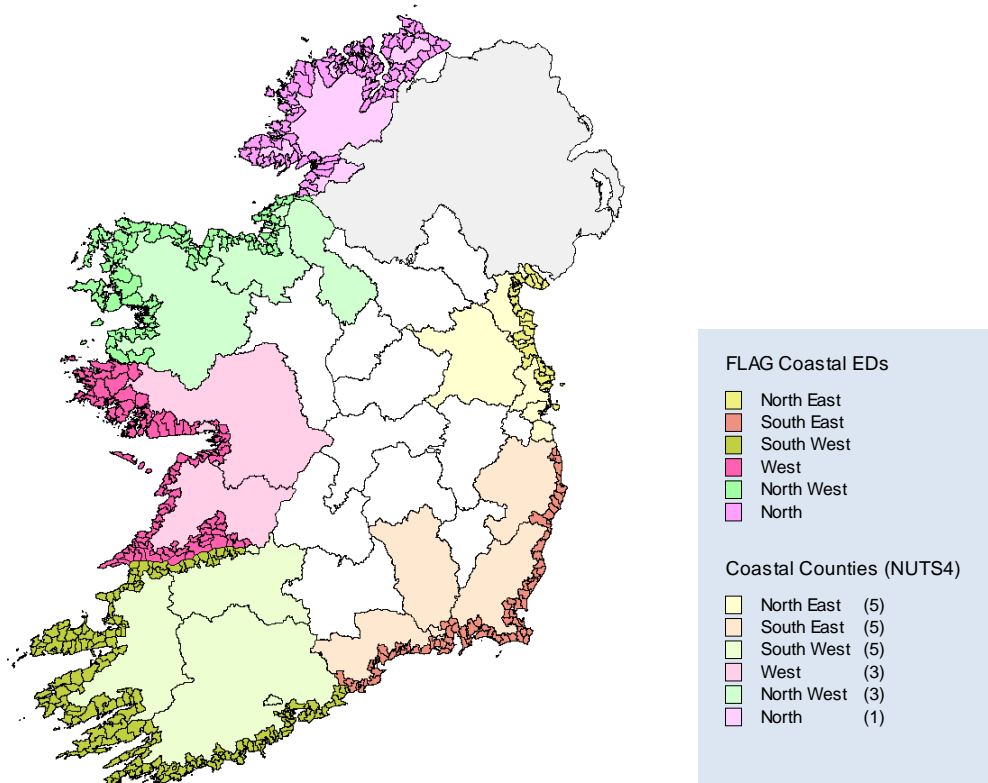 FLAG Coastal EDs
North East
South East
South West
West
North West
North
Coastal Counties (NUTS4)
North East (5)
South East (5)
South West (5)
West (3)
North West (3)
North (1)